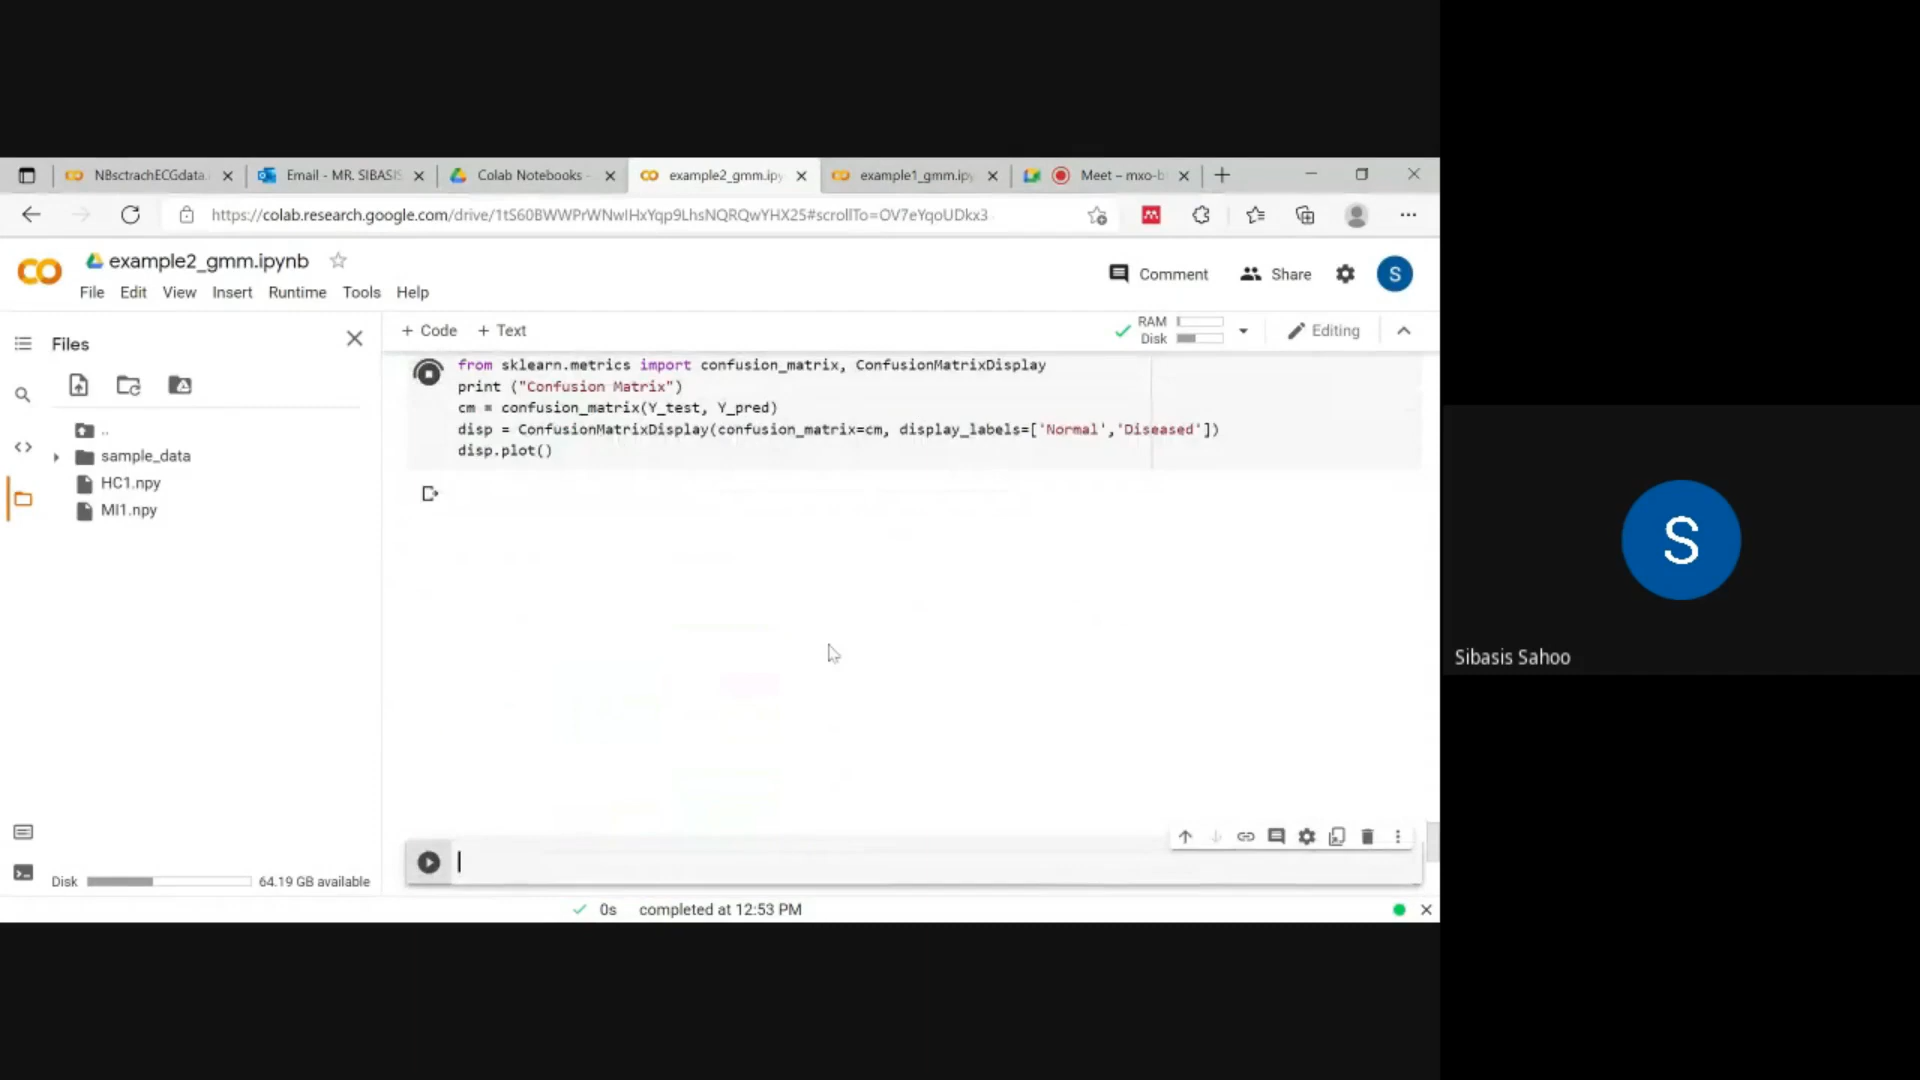 NBsctrachECGdata.
Email - MR. SIBASIS
Colab Notebooks -
example2_gmm.ipy
example1_gmm.ipy
Meet – mxo-b
https://colab.research.google.com/drive/1tS60BWWPrWNwIHxYqp9LhsNQRQwYHX25#scrollTo=OV7eYqoUDkx3
example2_gmm.ipynb
Comment
Share
S
File Edit View Insert Runtime Tools Help
Files
+ Code + Text
RAM
Disk
Editing
from sklearn.metrics import confusion_matrix, ConfusionMatrixDisplay
print ("Confusion Matrix")
cm = confusion_matrix(Y_test, Y_pred)
disp = ConfusionMatrixDisplay(confusion_matrix=cm, display_labels=['Normal','Diseased'])
disp.plot()
..
sample_data
HC1.npy
MI1.npy
S
Sibasis Sahoo
Disk 64.19 GB available
0s completed at 12:53 PM